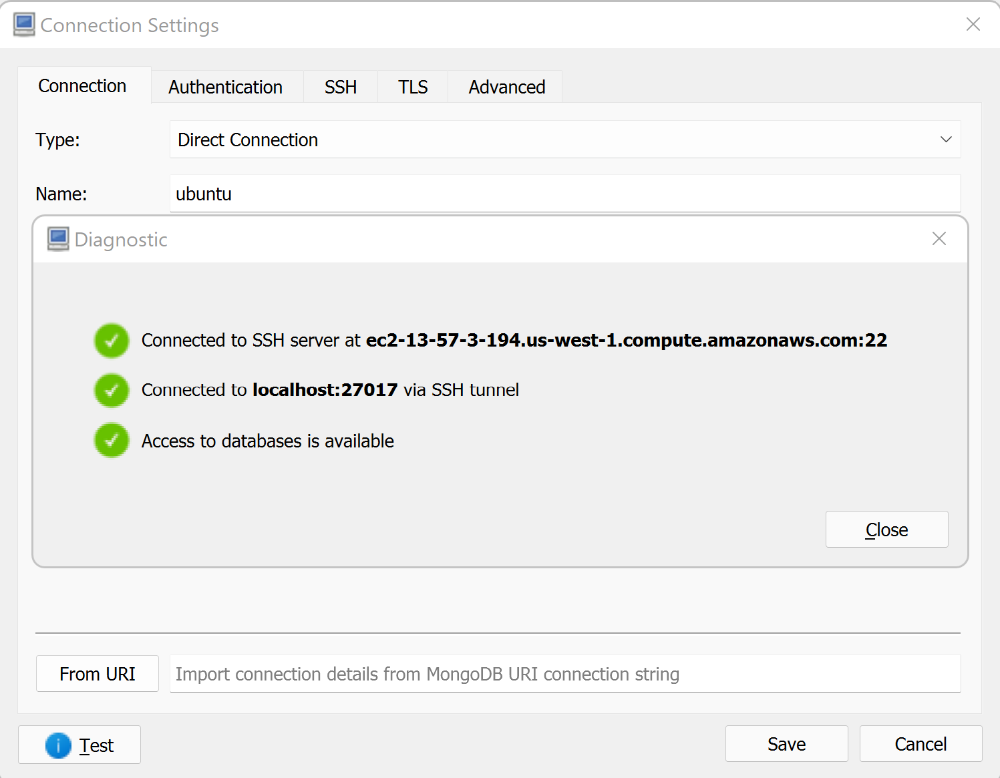 Connection Settings
Connection Authentication SSH TLS Advanced
Type: Direct Connection
Name: ubuntu
Diagnostic
Connected to SSH server at ec2-13-57-3-194.us-west-1.compute.amazonaws.com:22
Connected to localhost:27017 via SSH tunnel
Access to databases is available
Close
From URI Import connection details from MongoDB URI connection string
Test Save Cancel